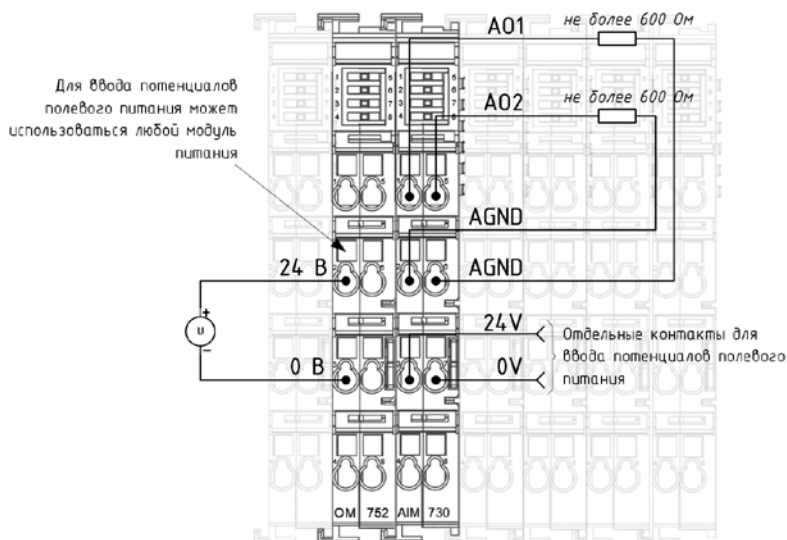 AO1
не более 600 Ом
AO2
не более 600 Ом
Для ввода потенциалов
полевого питания может
использоваться любой модуль
питания
AGND
24 В
AGND
24V
Отдельные контакты для
ввода потенциалов полевого
питания
+
U
−
0 В
0V
OM 752 AIM 730